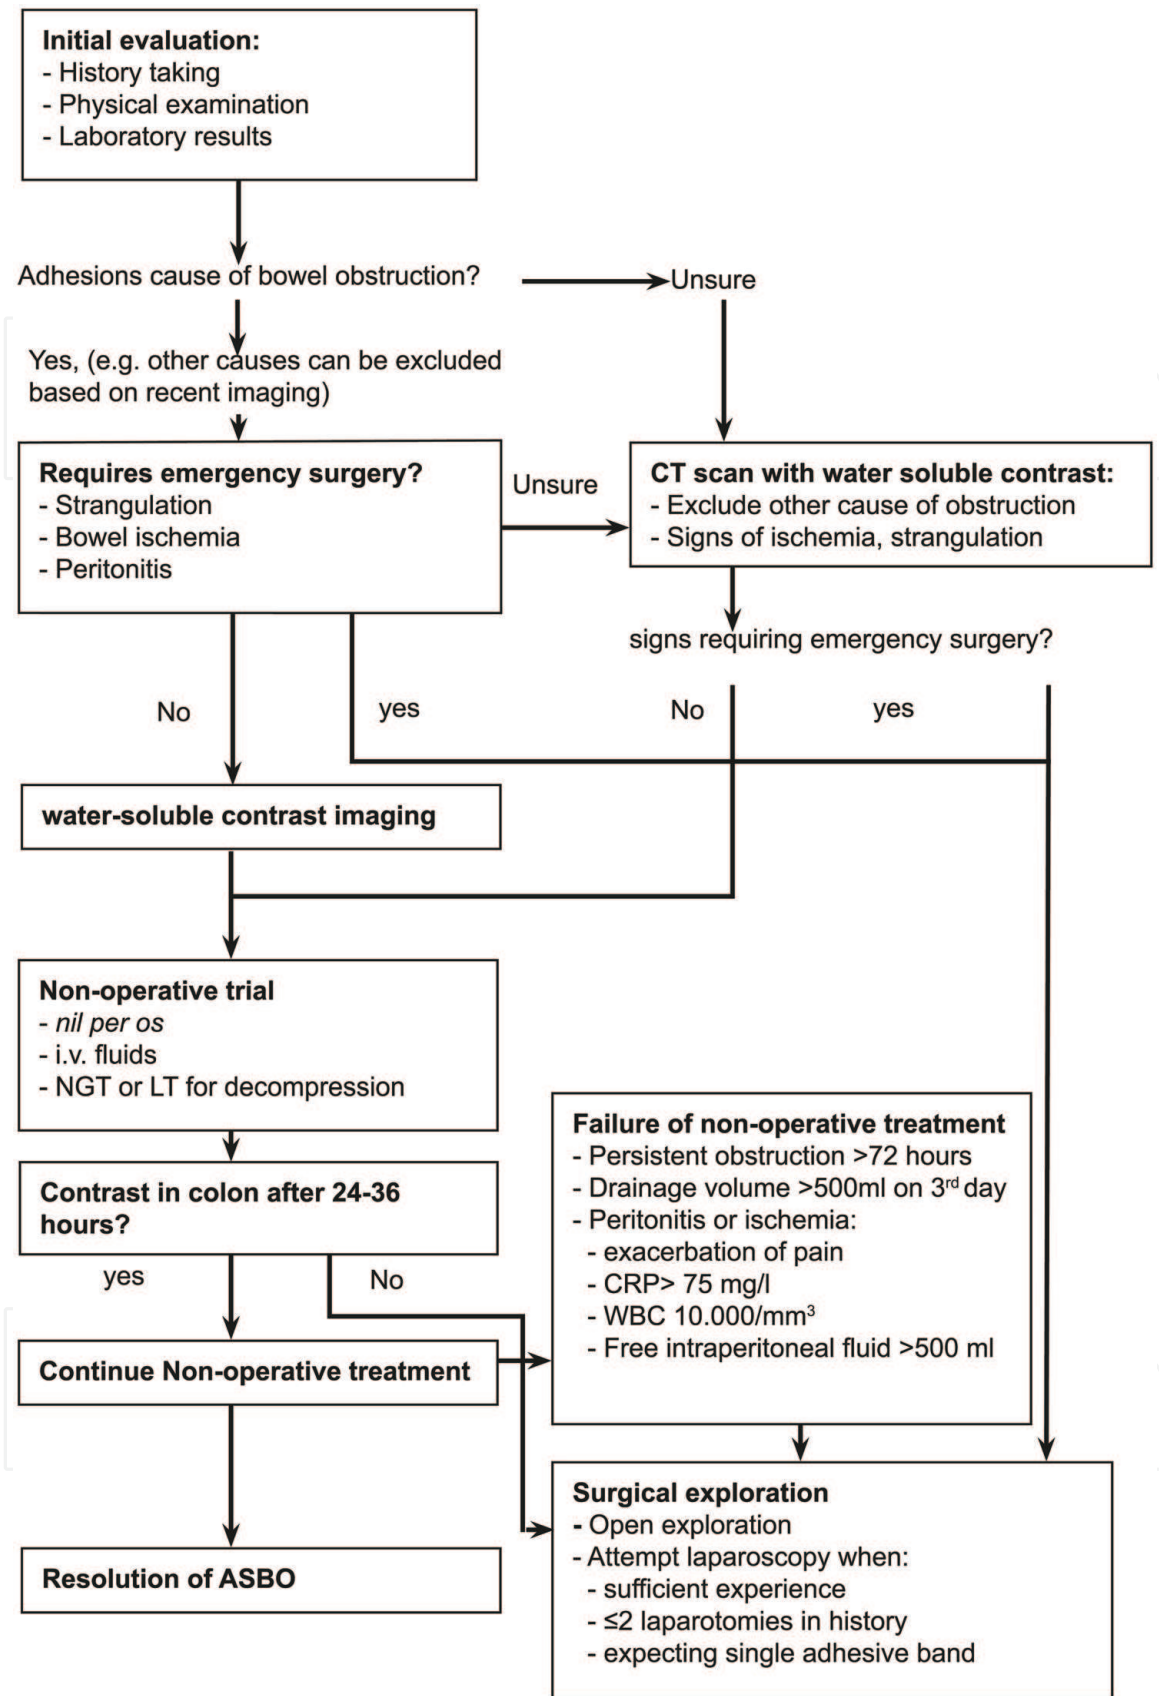 Initial evaluation:
- History taking
- Physical examination
- Laboratory results
Adhesions cause of bowel obstruction?
Unsure
Yes, (e.g. other causes can be excluded
based on recent imaging)
Requires emergency surgery?
- Strangulation
- Bowel ischemia
- Peritonitis
Unsure
CT scan with water soluble contrast:
- Exclude other cause of obstruction
- Signs of ischemia, strangulation
signs requiring emergency surgery?
No
yes
No
yes
water-soluble contrast imaging
Non-operative trial
- nil per os
- i.v. fluids
- NGT or LT for decompression
Contrast in colon after 24-36
hours?
yes
No
Continue Non-operative treatment
Failure of non-operative treatment
- Persistent obstruction >72 hours
- Drainage volume >500ml on 3rd day
- Peritonitis or ischemia:
- exacerbation of pain
- CRP> 75 mg/l
- WBC 10.000/mm³
- Free intraperitoneal fluid >500 ml
Resolution of ASBO
Surgical exploration
- Open exploration
- Attempt laparoscopy when:
- sufficient experience
- ≤2 laparotomies in history
- expecting single adhesive band